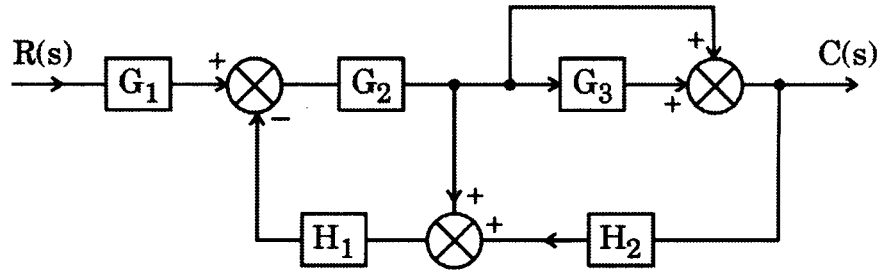 R(s)
G₁
+
−
G₂
G₃
+
+
C(s)
H₁
+
+
H₂